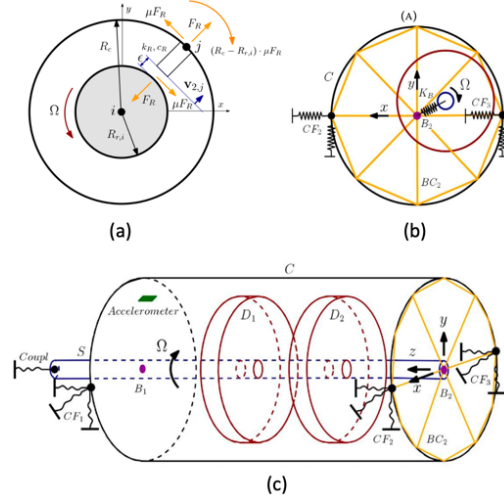 y
μF_R
F_R
j
(R_c − R_{r,i}) · μF_R
R_c
k_R, c_R
v_{2,j}
Ω
F_R
i
μF_R
x
R_{r,i}
(a)
(A)
C
y
K_B
Ω
x
CF_2
CF_3
B_2
BC_2
(b)
C
Accelerometer
D_1
D_2
S
Ω
y
Coupl
z
CF_3
B_1
B_2
x
CF_1
CF_2
BC_2
(c)